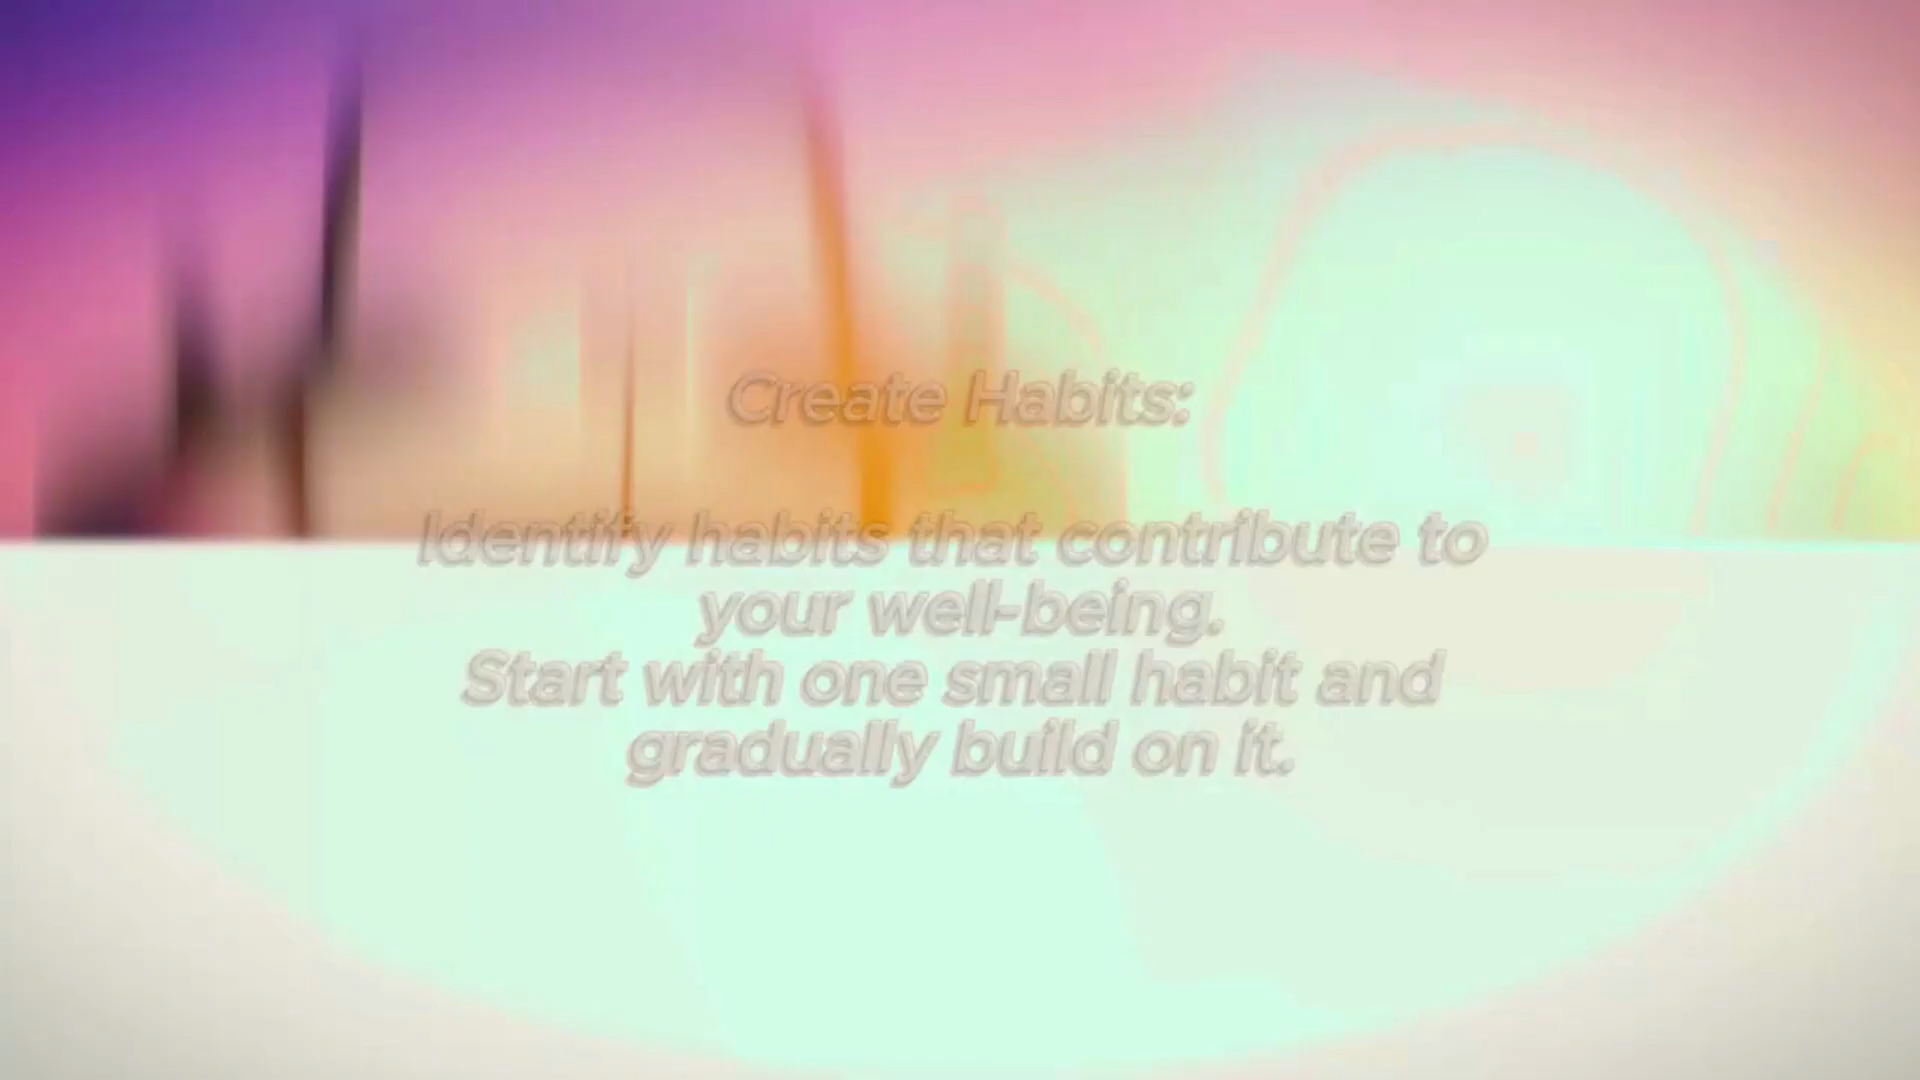 Create Habits:
Identify habits that contribute to
your well-being.
Start with one small habit and
gradually build on it.